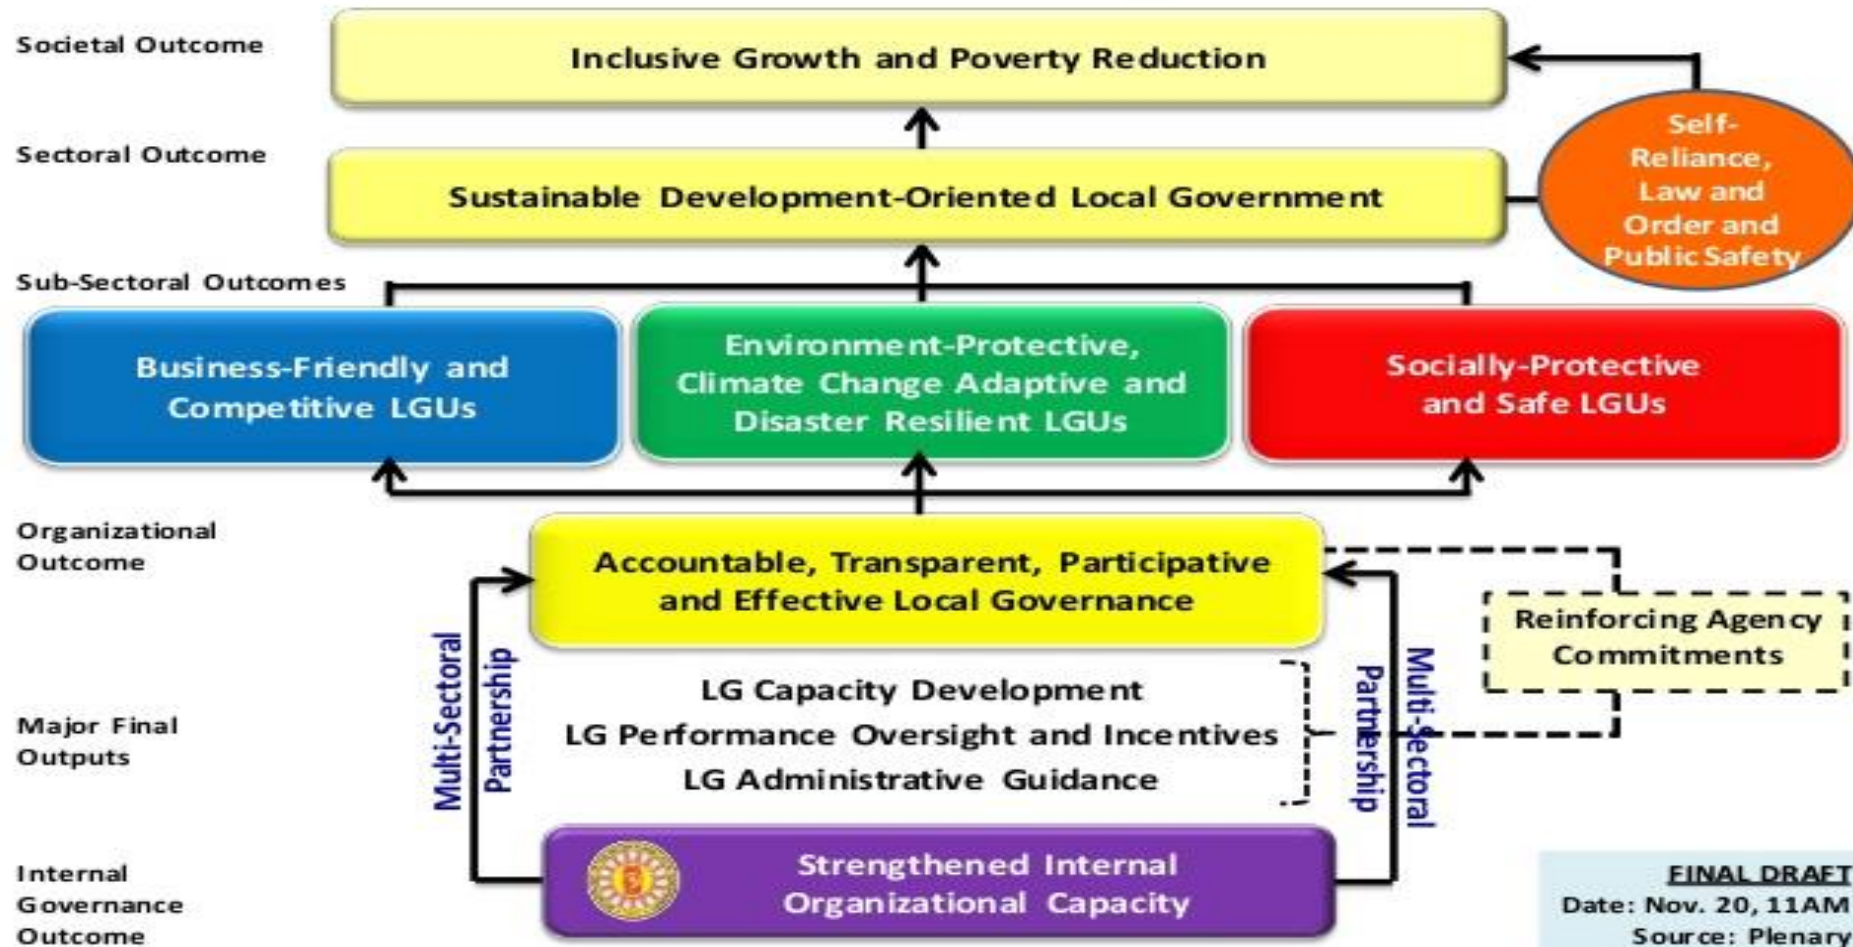 Societal Outcome
Inclusive Growth and Poverty Reduction
Self-
Reliance,
Law and
Order and
Public Safety
Sectoral Outcome
Sustainable Development-Oriented Local Government
Sub-Sectoral Outcomes
Business-Friendly and
Competitive LGUs
Environment-Protective,
Climate Change Adaptive and
Disaster Resilient LGUs
Socially-Protective
and Safe LGUs
Organizational
Outcome
Accountable, Transparent, Participative
and Effective Local Governance
Reinforcing Agency
Commitments
Multi-Sectoral
Partnership
LG Capacity Development
LG Performance Oversight and Incentives
LG Administrative Guidance
Multi-Sectoral
Partnership
Major Final
Outputs
Internal
Governance
Outcome
Strengthened Internal
Organizational Capacity
FINAL DRAFT
Date: Nov. 20, 11AM
Source: Plenary